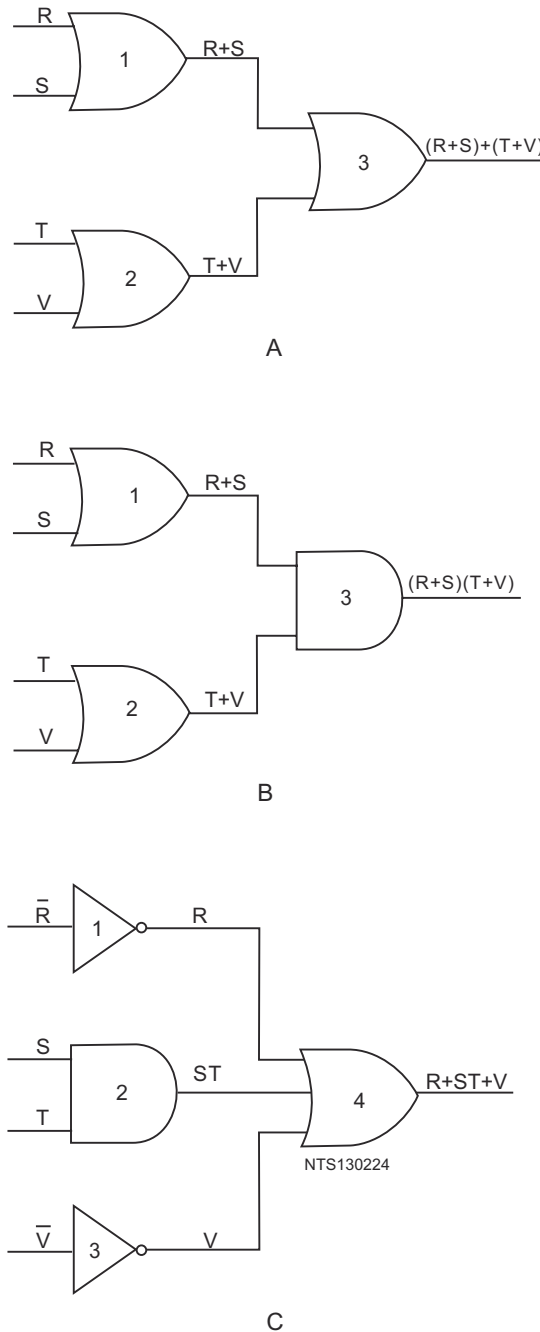 R
1
R+S
S
3
(R+S)+(T+V)
T
2
T+V
V
A
R
1
R+S
S
3
(R+S)(T+V)
T
2
T+V
V
B
R̅
1
R
S
2
ST
T
4
R+ST+V
NTS130224
V̅
3
V
C